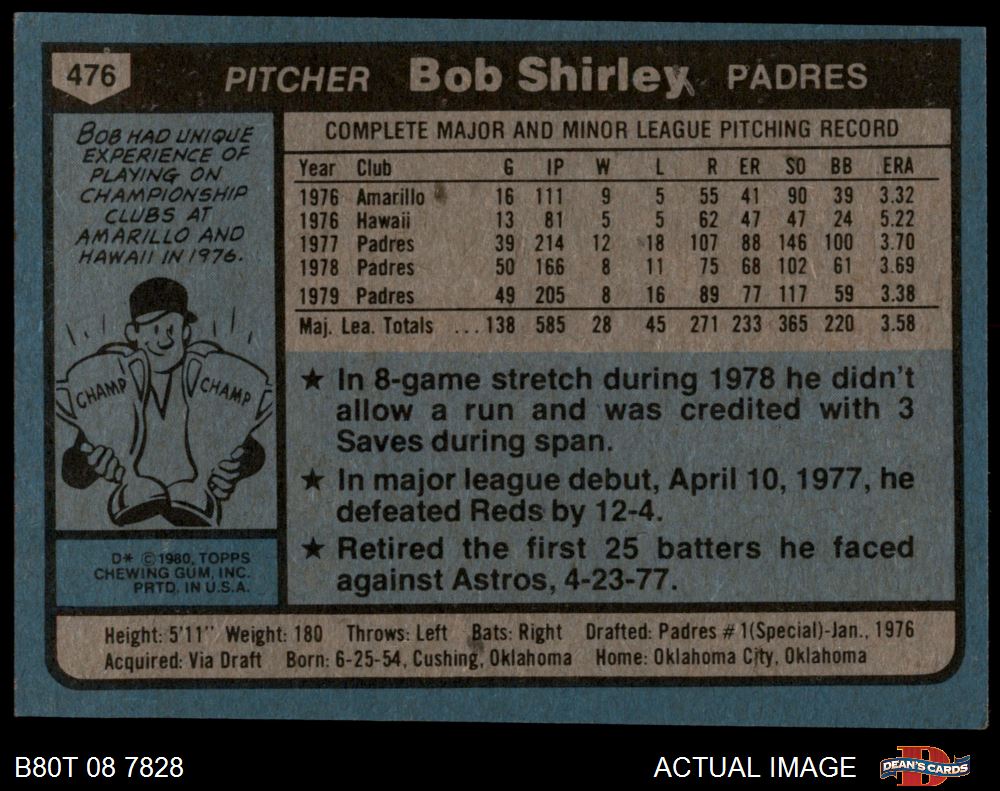 476 PITCHER Bob Shirley PADRES
BOB HAD UNIQUE
EXPERIENCE OF
PLAYING ON
CHAMPIONSHIP
CLUBS AT
AMARILLO AND
HAWAII IN 1976.
CHAMP CHAMP
D* © 1980, TOPPS
CHEWING GUM, INC.
PRTD. IN U.S.A.
COMPLETE MAJOR AND MINOR LEAGUE PITCHING RECORD
Year Club G IP W L R ER SO BB ERA
1976 Amarillo 16 111 9 5 55 41 90 39 3.32
1976 Hawaii 13 81 5 5 62 47 47 24 5.22
1977 Padres 39 214 12 18 107 88 146 100 3.70
1978 Padres 50 166 8 11 75 68 102 61 3.69
1979 Padres 49 205 8 16 89 77 117 59 3.38
Maj. Lea. Totals ... 138 585 28 45 271 233 365 220 3.58
★ In 8-game stretch during 1978 he didn't
allow a run and was credited with 3
Saves during span.
★ In major league debut, April 10, 1977, he
defeated Reds by 12-4.
★ Retired the first 25 batters he faced
against Astros, 4-23-77.
Height: 5'11" Weight: 180 Throws: Left Bats: Right Drafted: Padres #1(Special)-Jan., 1976
Acquired: Via Draft Born: 6-25-54, Cushing, Oklahoma Home: Oklahoma City, Oklahoma
B80T 08 7828 ACTUAL IMAGE D DEAN'S CARDS